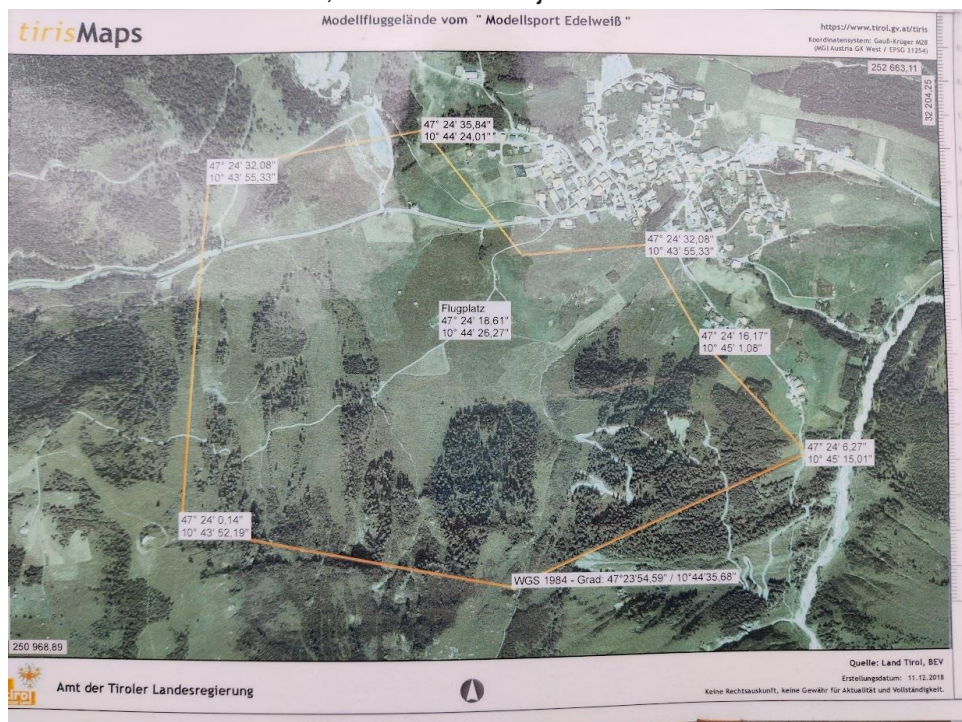 tirisMaps
Modellfluggelände vom " Modellsport Edelweiß "
https://www.tirol.gv.at/tiris
Koordinatensystem: Gauß-Krüger M28
(MGI Austria GK West / EPSG 31254)
252 663,11
32 204,25
47° 24' 35,84"
10° 44' 24,01"
47° 24' 32,08"
10° 43' 55,33"
47° 24' 32,08"
10° 43' 55,33"
Flugplatz
47° 24' 18,61"
10° 44' 26,27"
47° 24' 16,17"
10° 45' 1,08"
47° 24' 6,27"
10° 45' 15,01"
47° 24' 0,14"
10° 43' 52,19"
WGS 1984 - Grad: 47°23'54,59" / 10°44'35,68"
250 968,89
Quelle: Land Tirol, BEV
Amt der Tiroler Landesregierung
Erstellungsdatum: 11.12.2018
Keine Rechtsauskunft, keine Gewähr für Aktualität und Vollständigkeit.